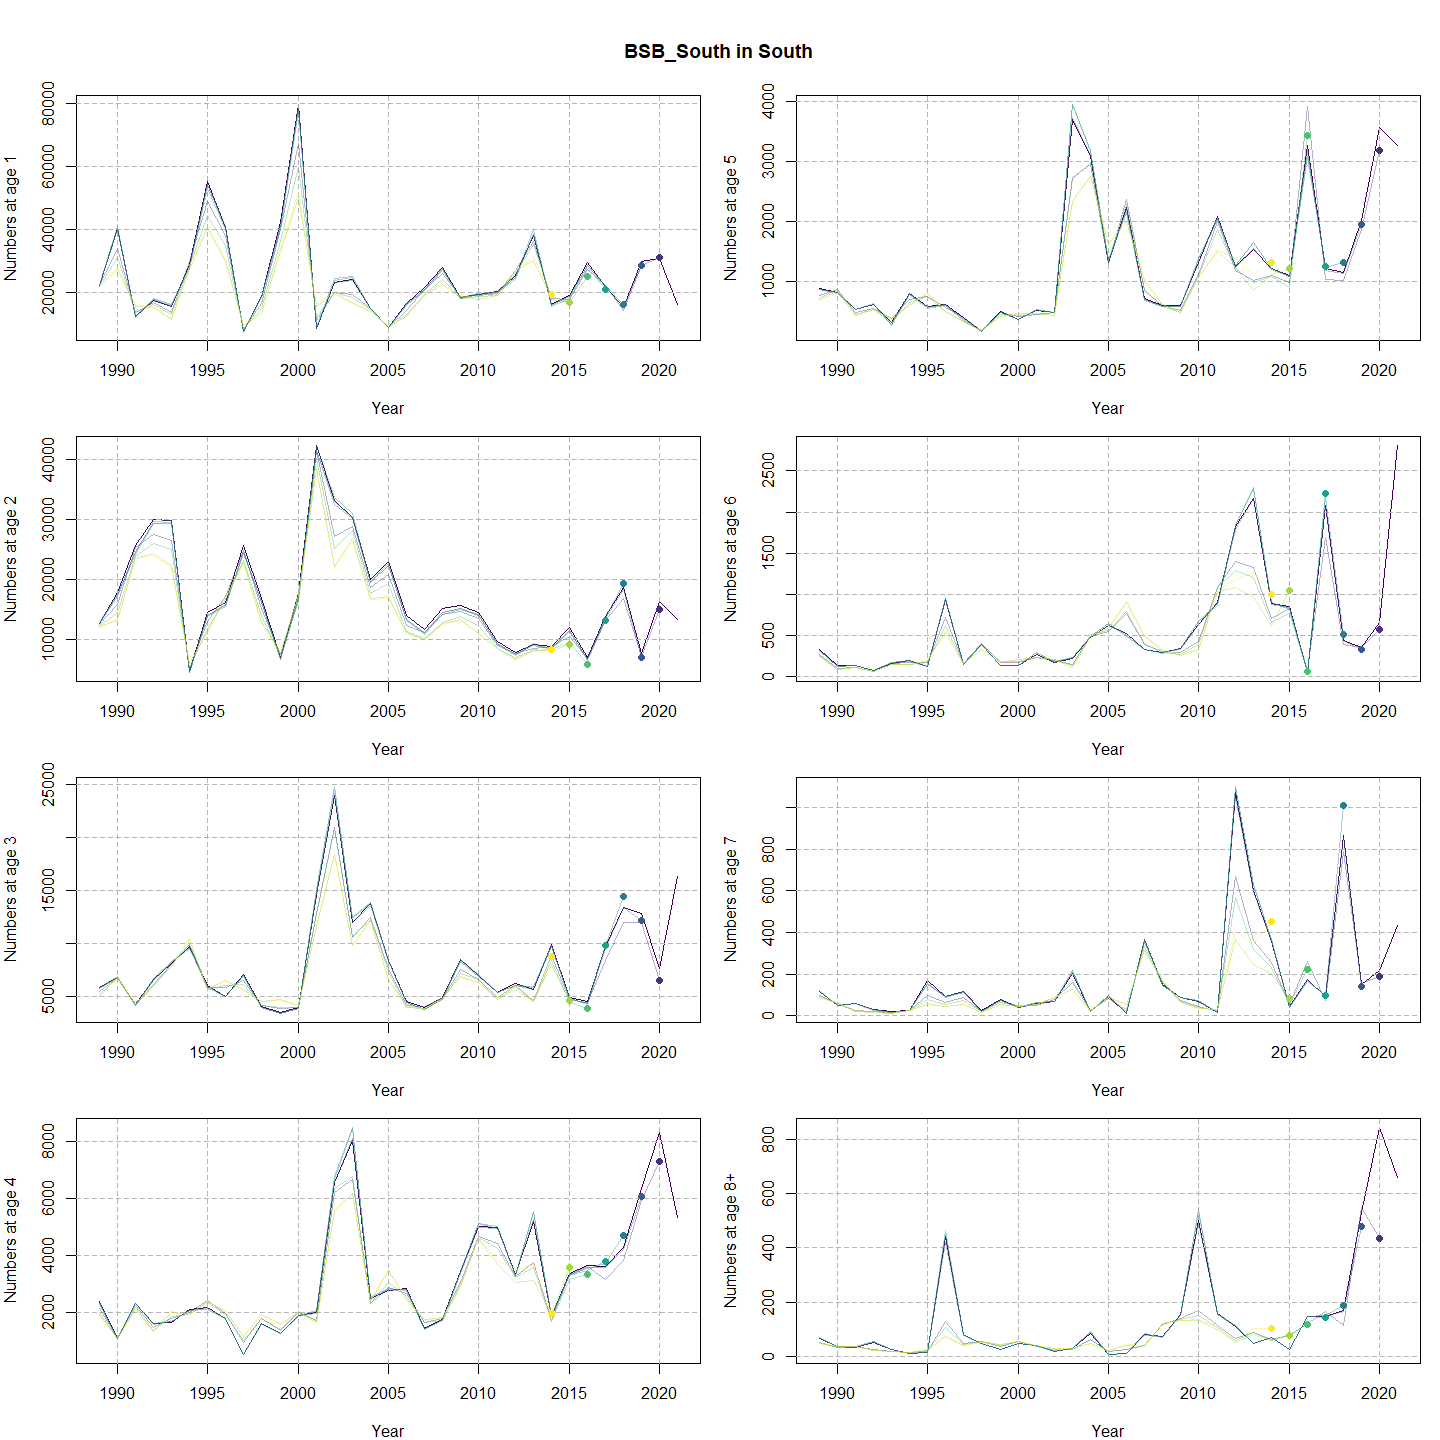 BSB_South in South
Numbers at age 1
20000 40000 60000 80000
1990 1995 2000 2005 2010 2015 2020
Year
Numbers at age 5
1000 2000 3000 4000
1990 1995 2000 2005 2010 2015 2020
Year
Numbers at age 2
10000 20000 30000 40000
1990 1995 2000 2005 2010 2015 2020
Year
Numbers at age 6
0 500 1500 2500
1990 1995 2000 2005 2010 2015 2020
Year
Numbers at age 3
5000 15000 25000
1990 1995 2000 2005 2010 2015 2020
Year
Numbers at age 7
0 200 400 600 800
1990 1995 2000 2005 2010 2015 2020
Year
Numbers at age 4
2000 4000 6000 8000
1990 1995 2000 2005 2010 2015 2020
Year
Numbers at age 8+
0 200 400 600 800
1990 1995 2000 2005 2010 2015 2020
Year